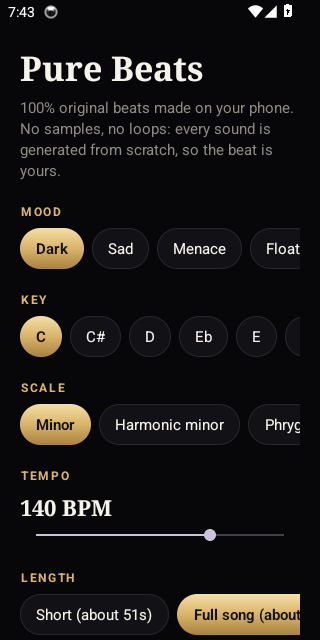 7:43
Pure Beats
100% original beats made on your phone.
No samples, no loops: every sound is
generated from scratch, so the beat is
yours.
MOOD
Dark Sad Menace Float
KEY
C C# D Eb E
SCALE
Minor Harmonic minor Phryg
TEMPO
140 BPM
LENGTH
Short (about 51s) Full song (about